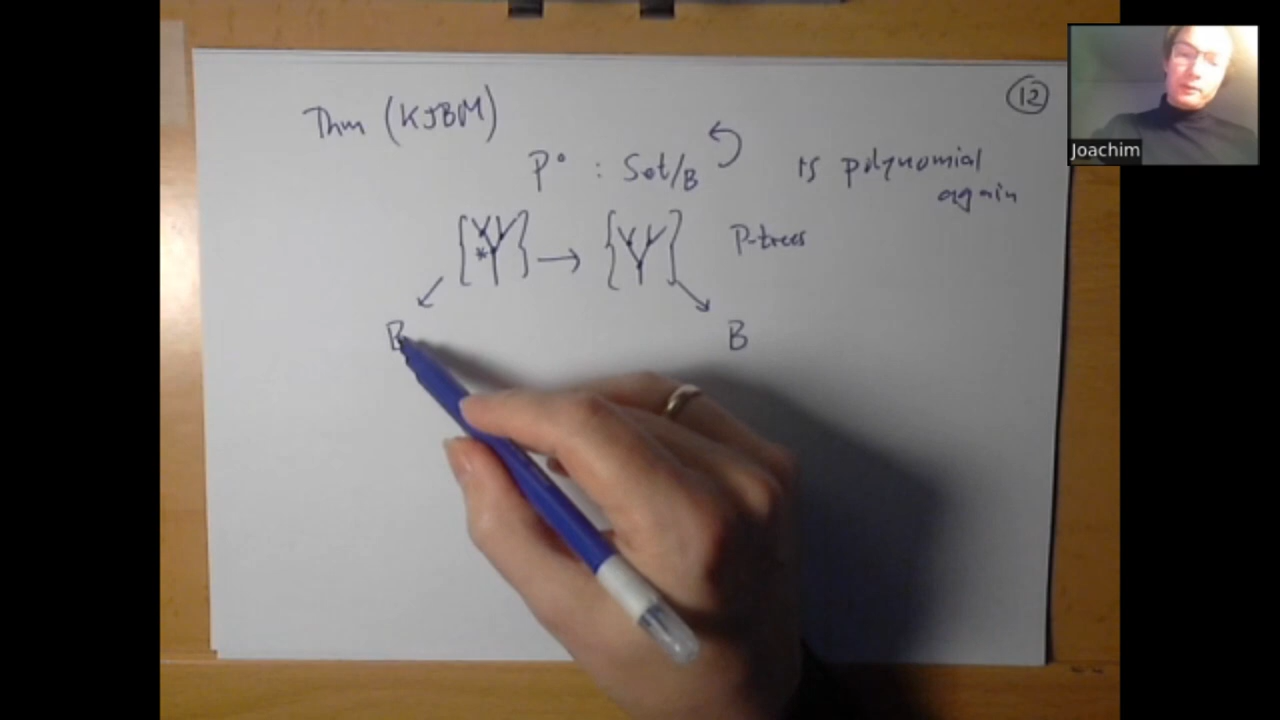 12
Thm (KJBM)
P° : Set/B is polynomial
again
{ * } → { } P-trees
B B
Joachim